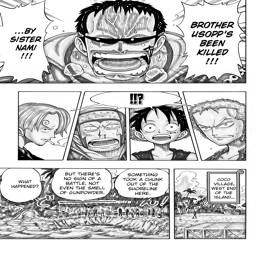 BROTHER
USOPP'S
BEEN
KILLED
!!!
...BY
SISTER
NAMI
!!!
!!?
COCO
VILLAGE,
WEST END
OF THE
ISLAND...
SOMETHING
TOOK A CHUNK
OUT OF THE
SHORELINE
HERE.
BUT THERE'S
NO SIGN OF A
BATTLE, NOT
EVEN THE SMELL
OF GUNPOWDER.
WHAT
HAPPENED?